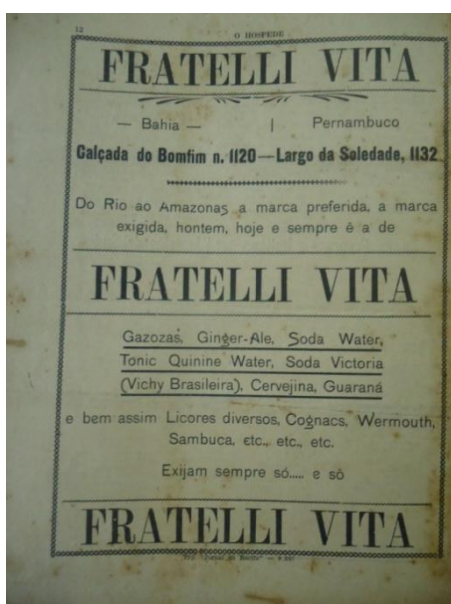 12
O HOSPEDE
FRATELLI VITA
— Bahia — | Pernambuco
Calçada do Bomfim n. 1120—Largo da Soledade, 1132
Do Rio ao Amazonas a marca preferida, a marca
exigida, hontem, hoje e sempre é a de
FRATELLI VITA
Gazozas, Ginger-Ale, Soda Water,
Tonic Quinine Water, Soda Victoria
(Vichy Brasileira), Cervejina, Guaraná
e bem assim Licores diversos, Cognacs, Wermouth,
Sambuca, etc., etc., etc.
Exijam sempre só..... e só
FRATELLI VITA
"Jornal do Recife"